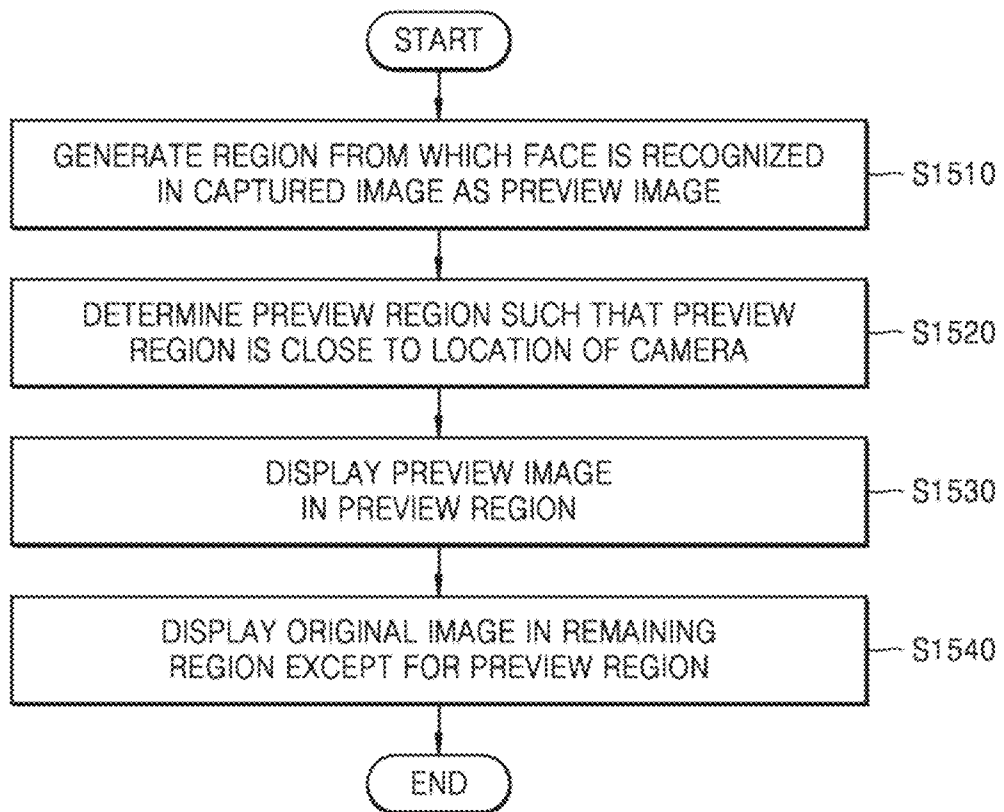 START
GENERATE REGION FROM WHICH FACE IS RECOGNIZED
IN CAPTURED IMAGE AS PREVIEW IMAGE
S1510
DETERMINE PREVIEW REGION SUCH THAT PREVIEW
REGION IS CLOSE TO LOCATION OF CAMERA
S1520
DISPLAY PREVIEW IMAGE
IN PREVIEW REGION
S1530
DISPLAY ORIGINAL IMAGE IN REMAINING
REGION EXCEPT FOR PREVIEW REGION
S1540
END